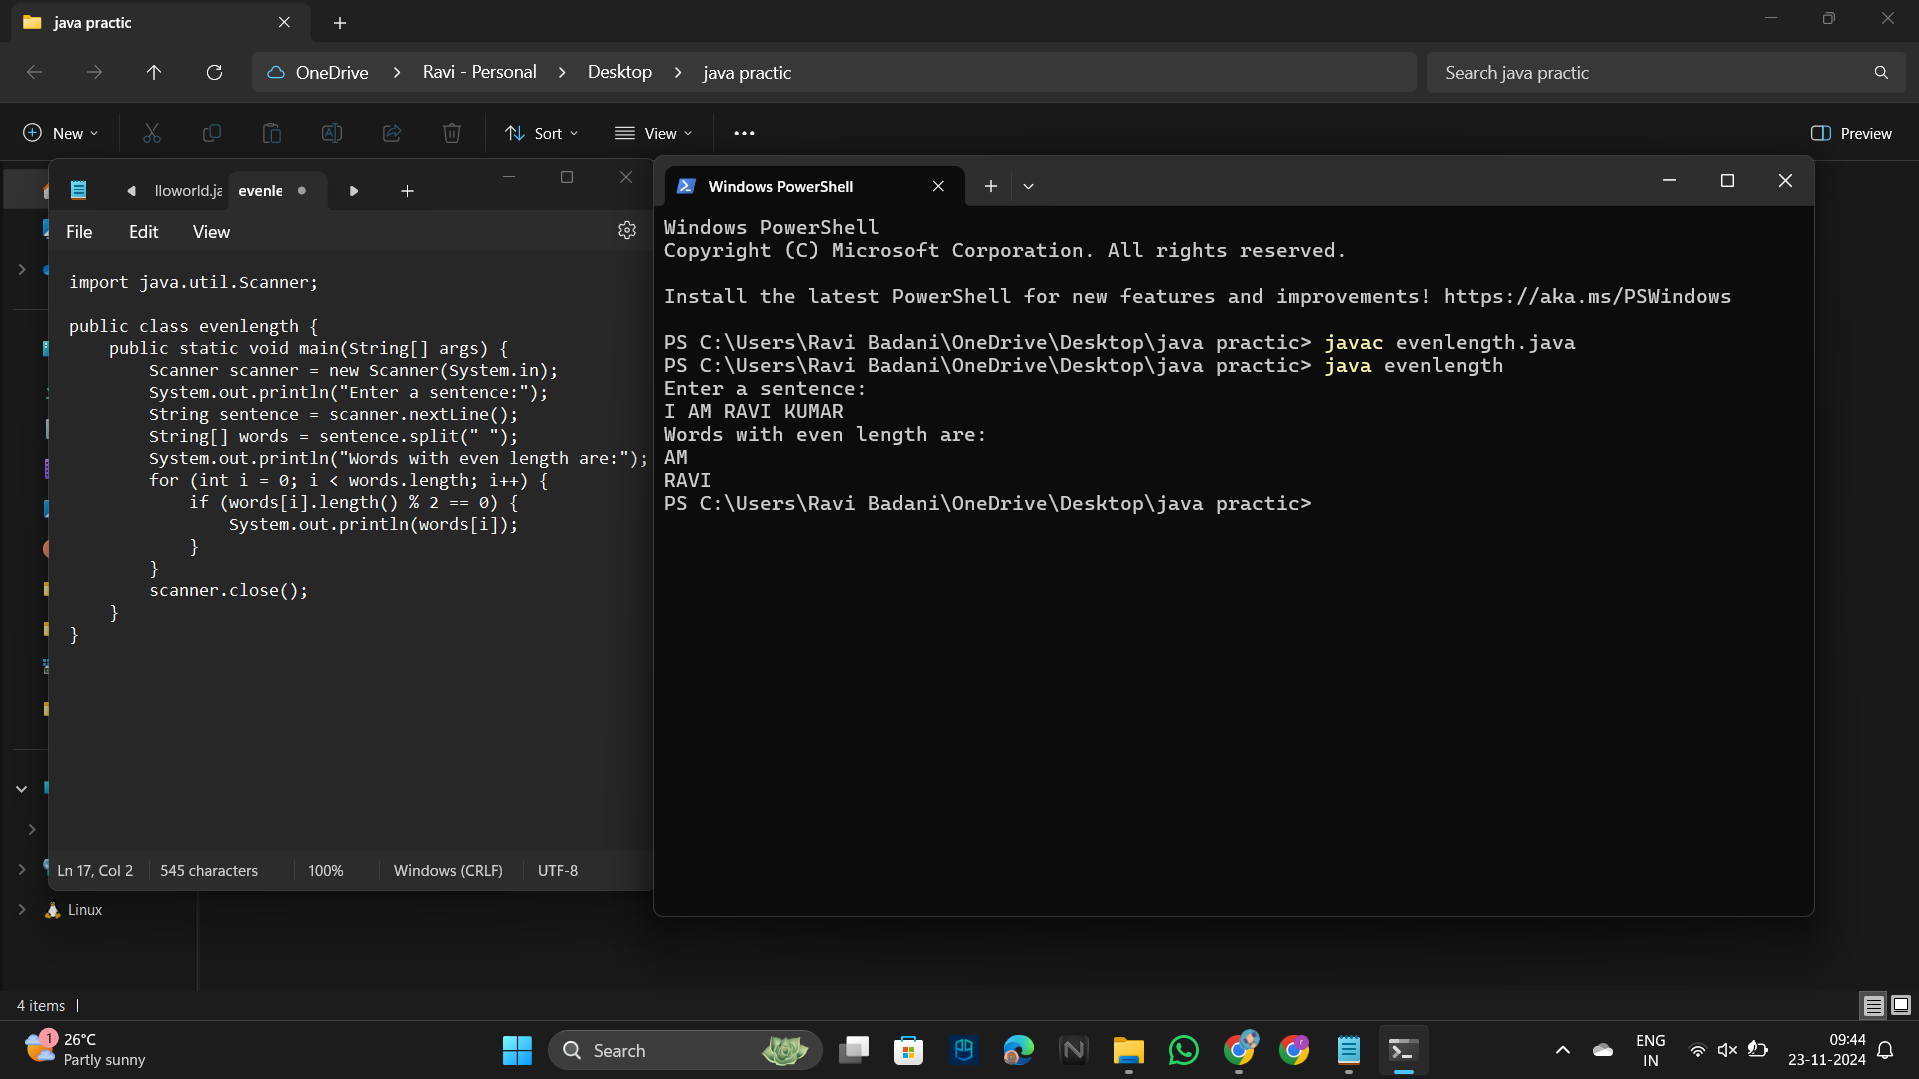 java practic
OneDrive > Ravi - Personal > Desktop > java practic
Search java practic
New
Sort
View
Preview
lloworld.ja
evenle
File
Edit
View
import java.util.Scanner;
public class evenlength {
    public static void main(String[] args) {
        Scanner scanner = new Scanner(System.in);
        System.out.println("Enter a sentence:");
        String sentence = scanner.nextLine();
        String[] words = sentence.split(" ");
        System.out.println("Words with even length are:");
        for (int i = 0; i < words.length; i++) {
            if (words[i].length() % 2 == 0) {
                System.out.println(words[i]);
            }
        }
        scanner.close();
    }
}
Ln 17, Col 2
545 characters
100%
Windows (CRLF)
UTF-8
Windows PowerShell
Windows PowerShell
Copyright (C) Microsoft Corporation. All rights reserved.
Install the latest PowerShell for new features and improvements! https://aka.ms/PSWindows
PS C:\Users\Ravi Badani\OneDrive\Desktop\java practic> javac evenlength.java
PS C:\Users\Ravi Badani\OneDrive\Desktop\java practic> java evenlength
Enter a sentence:
I AM RAVI KUMAR
Words with even length are:
AM
RAVI
PS C:\Users\Ravi Badani\OneDrive\Desktop\java practic>
Linux
4 items
1
26°C
Partly sunny
Search
ENG
IN
09:44
23-11-2024